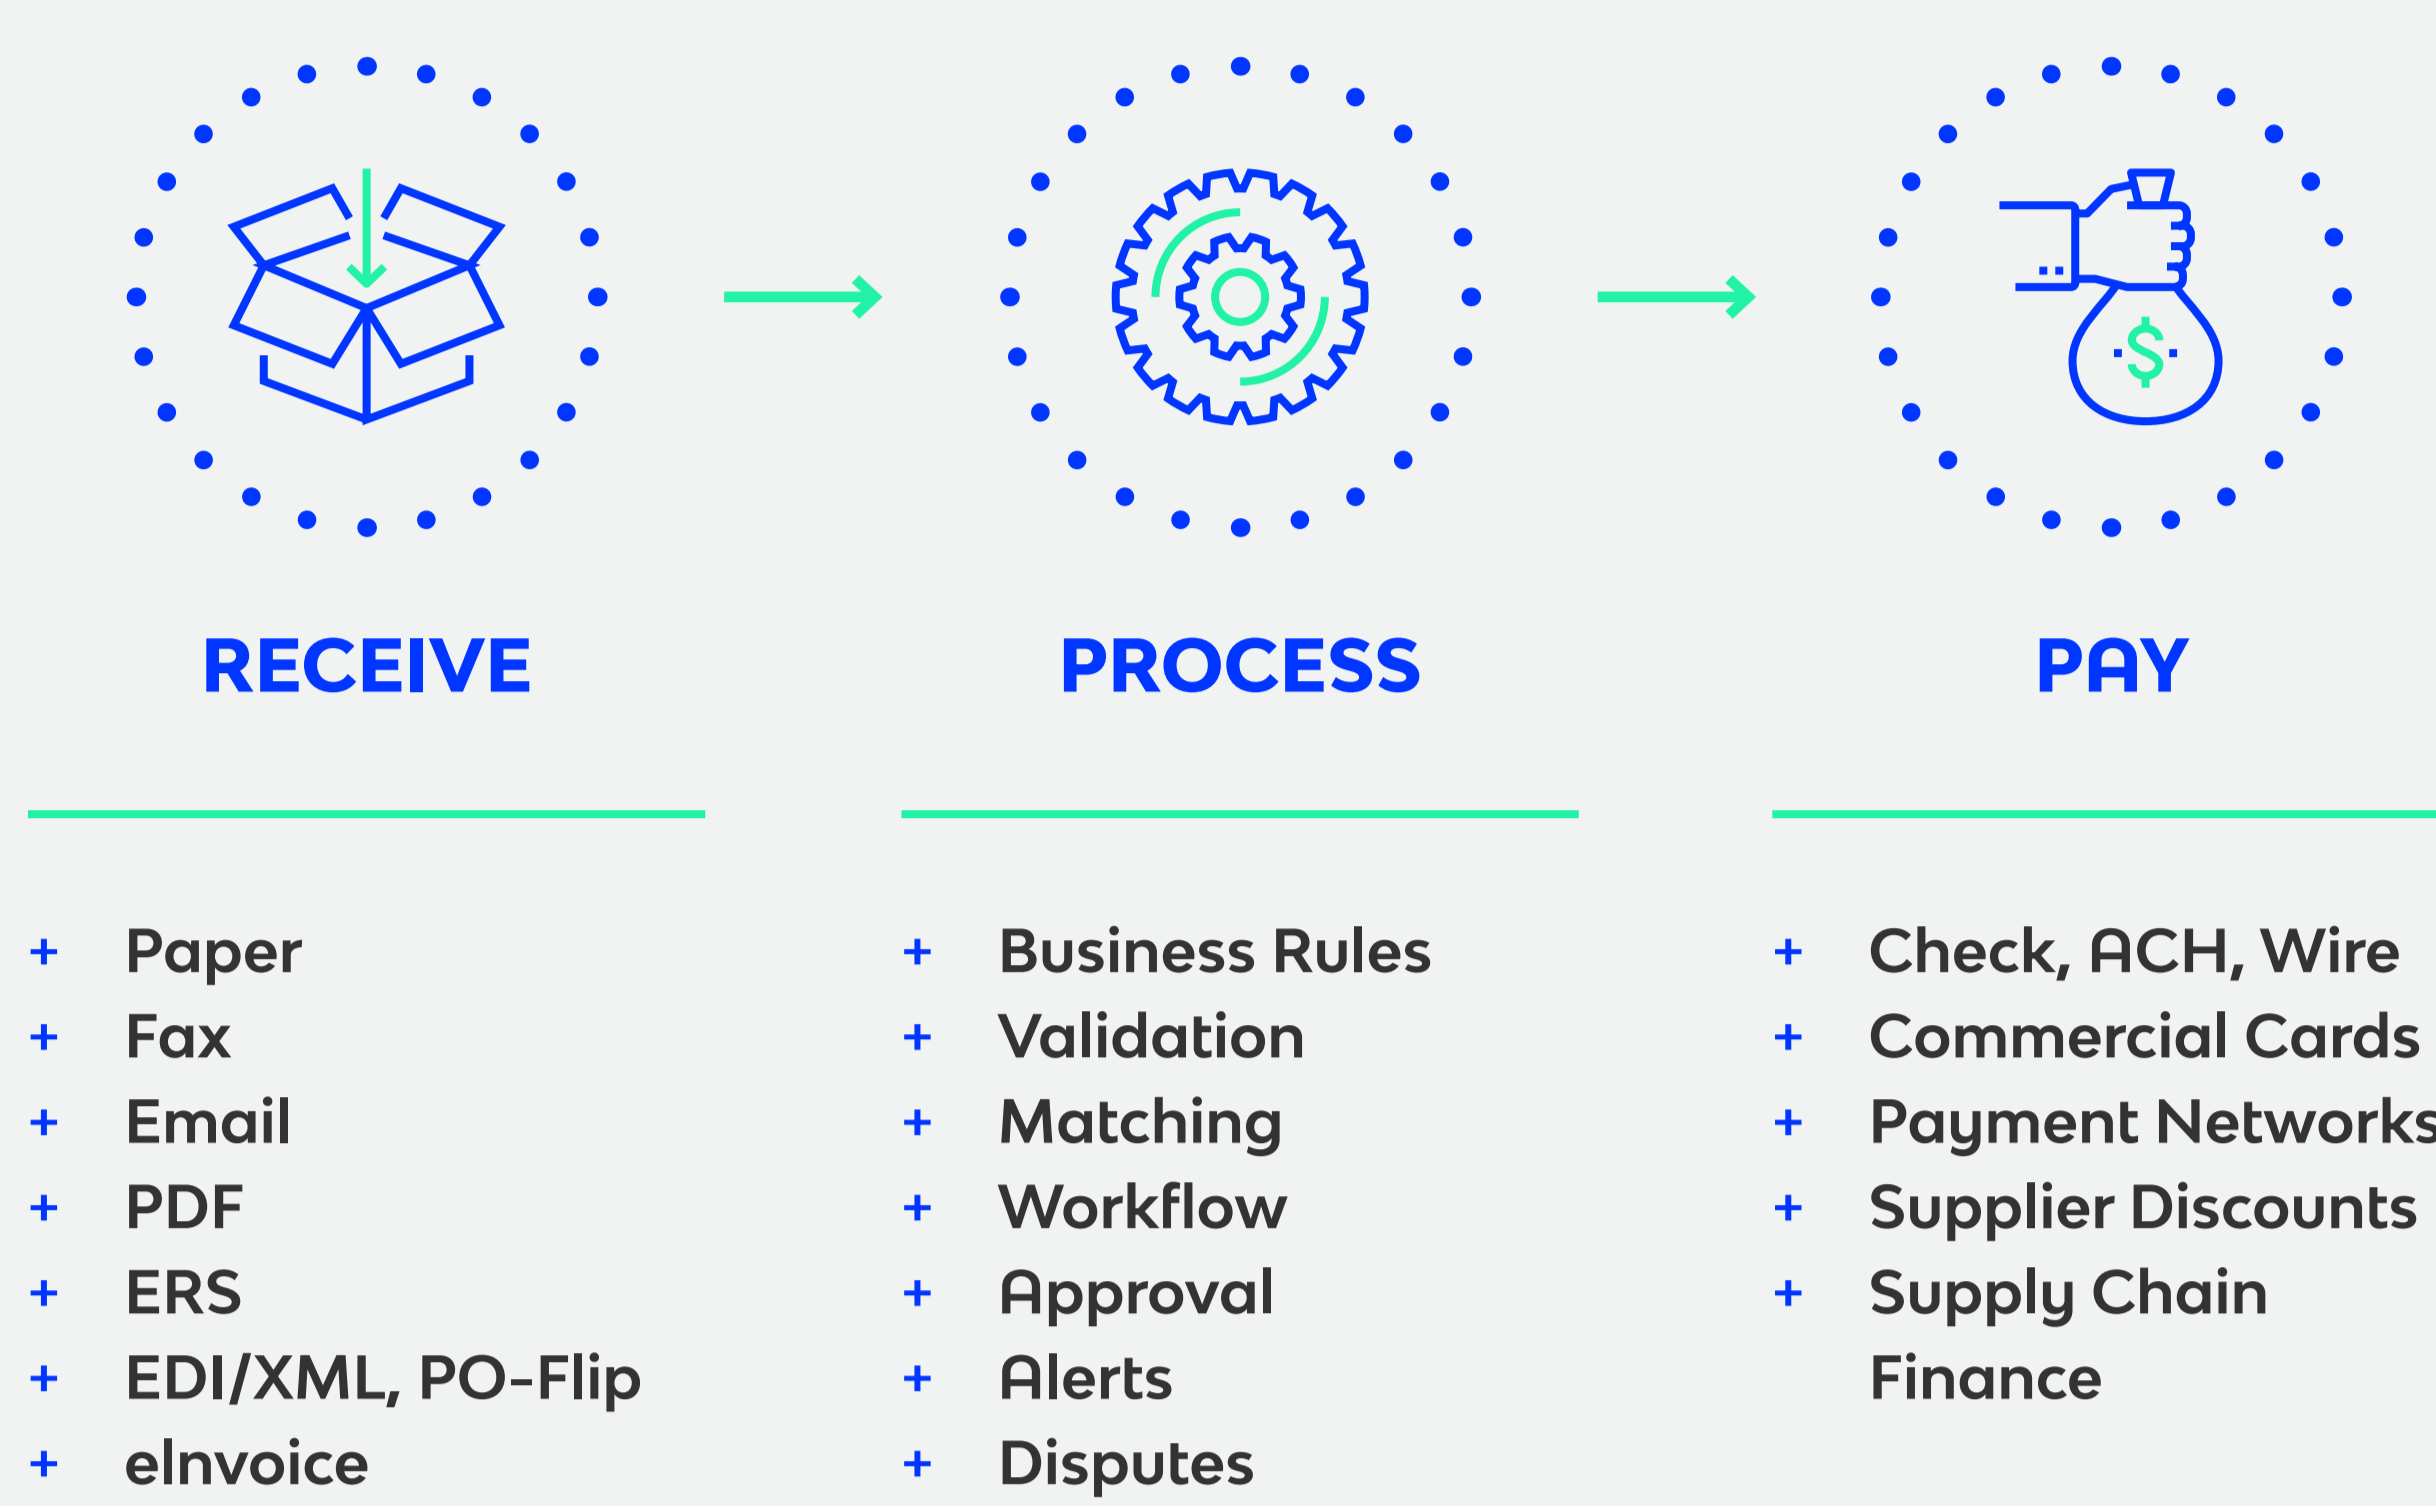 RECEIVE
+ Paper
+ Fax
+ Email
+ PDF
+ ERS
+ EDI/XML, PO-Flip
+ eInvoice
PROCESS
+ Business Rules
+ Validation
+ Matching
+ Workflow
+ Approval
+ Alerts
+ Disputes
PAY
$
+ Check, ACH, Wire
+ Commercial Cards
+ Payment Networks
+ Supplier Discounts
+ Supply Chain
Finance